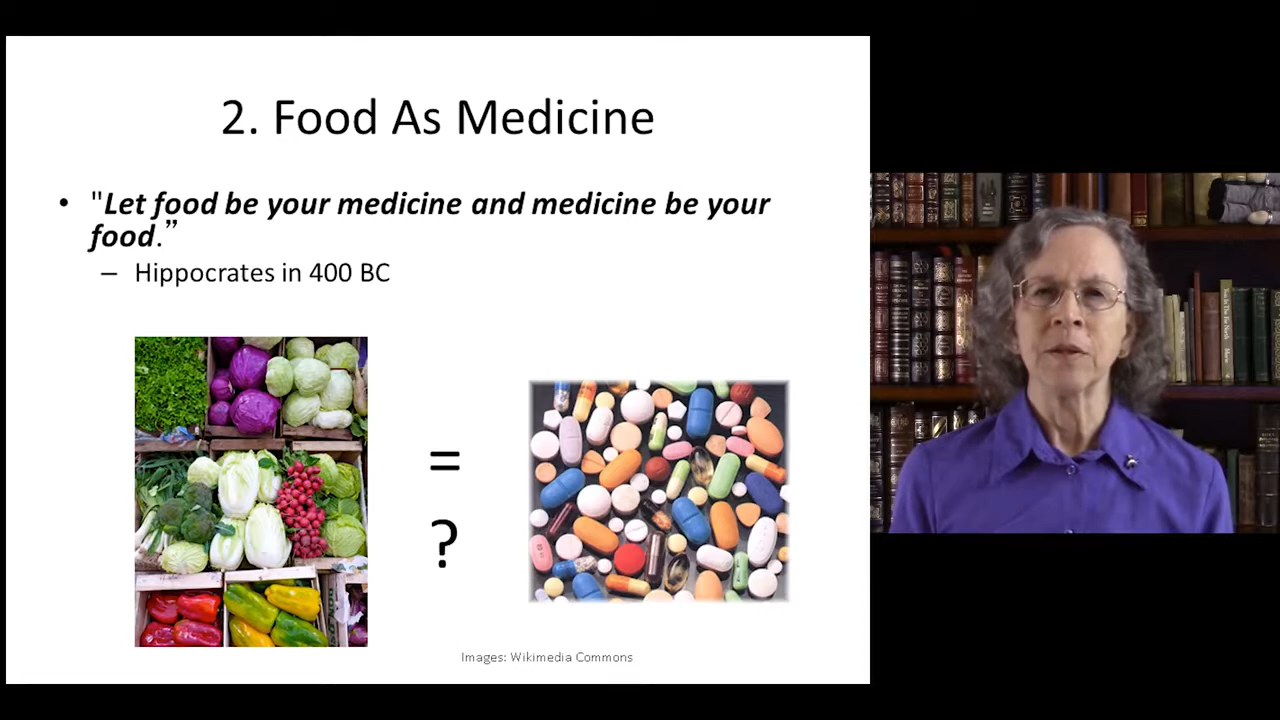 2. Food As Medicine
• "Let food be your medicine and medicine be your
food.”
– Hippocrates in 400 BC
=
?
Images: Wikimedia Commons